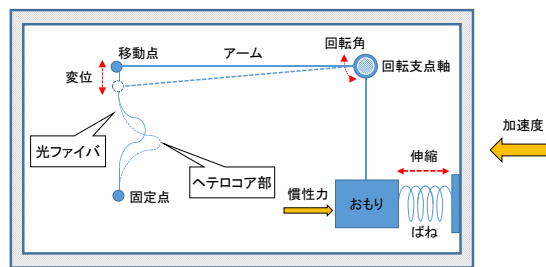 回転角
移動点
アーム
回転支点軸
変位
加速度
光ファイバ
伸縮
ヘテロコア部
固定点
慣性力
おもり
ばね